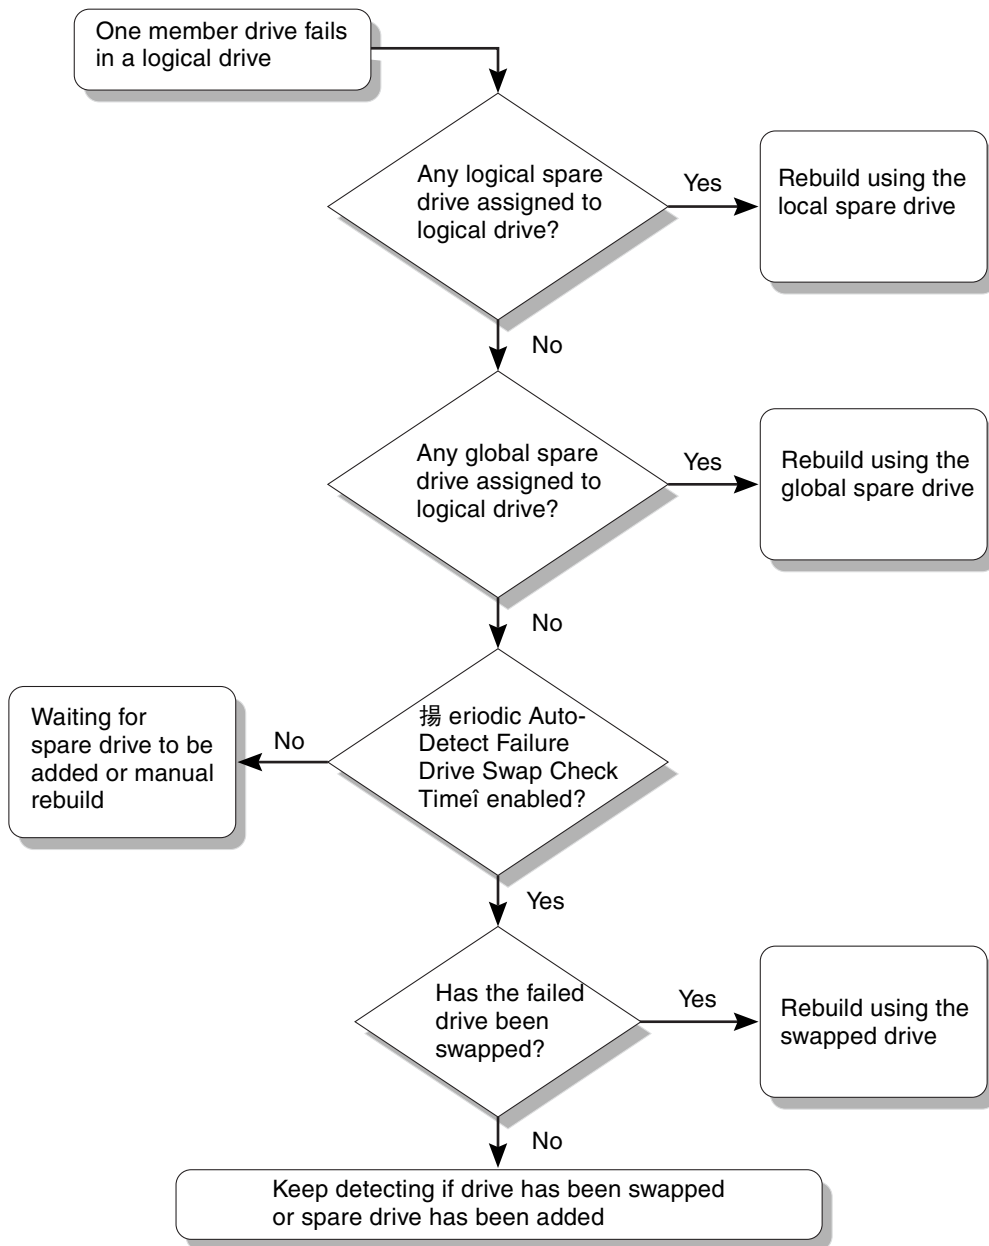 One member drive fails
in a logical drive
Any logical spare
drive assigned to
logical drive?
Yes
Rebuild using the
local spare drive
No
Any global spare
drive assigned to
logical drive?
Yes
Rebuild using the
global spare drive
No
揚 eriodic Auto-
Detect Failure
Drive Swap Check
Timeî enabled?
No
Waiting for
spare drive to be
added or manual
rebuild
Yes
Has the failed
drive been
swapped?
Yes
Rebuild using the
swapped drive
No
Keep detecting if drive has been swapped
or spare drive has been added